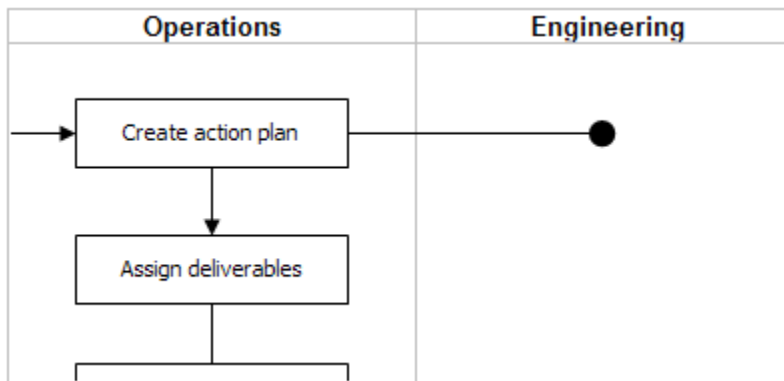 Operations
Engineering
Create action plan
Assign deliverables